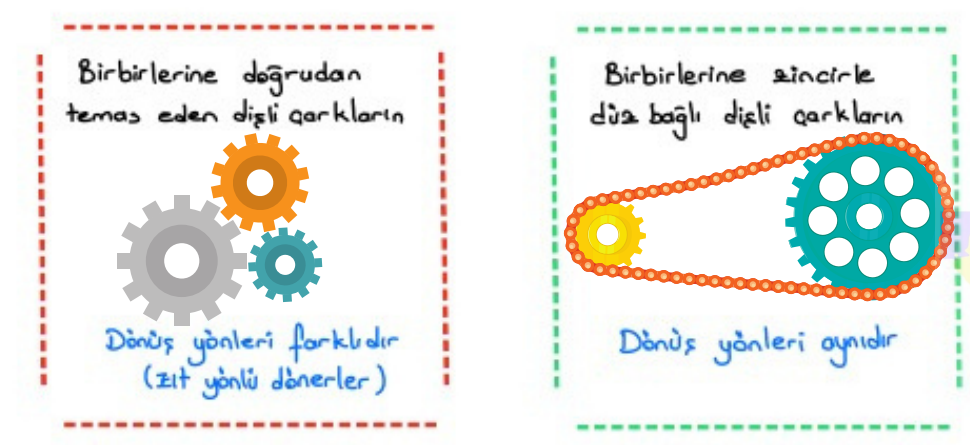 Birbirlerine doğrudan
temas eden dişli çarkların
Dönüş yönleri farklıdır
(zıt yönlü dönerler)
Birbirlerine zincirle
düz bağlı dişli çarkların
Dönüş yönleri aynıdır